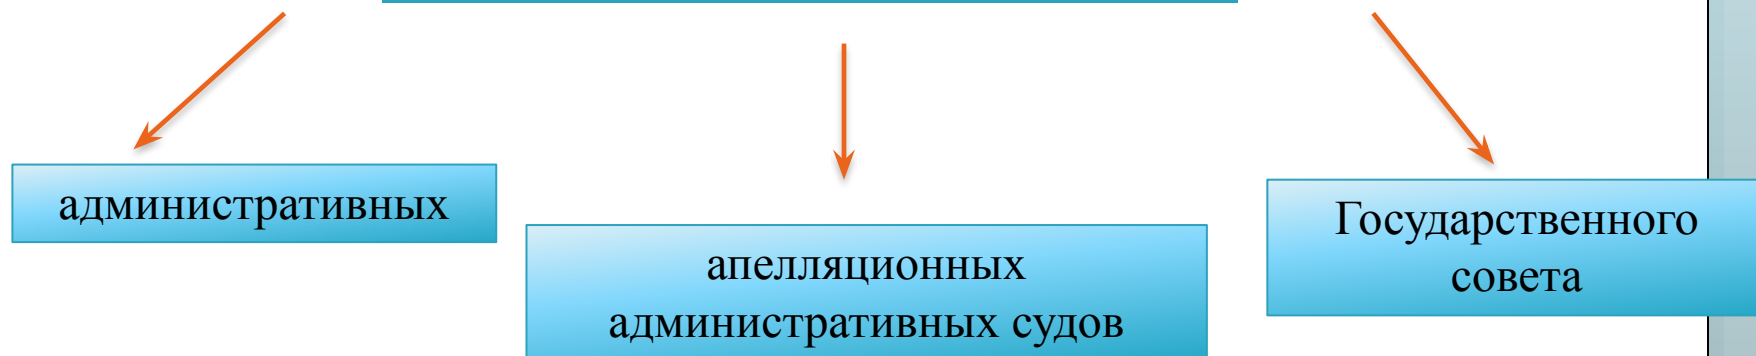 административных
апелляционных
административных судов
Государственного
совета